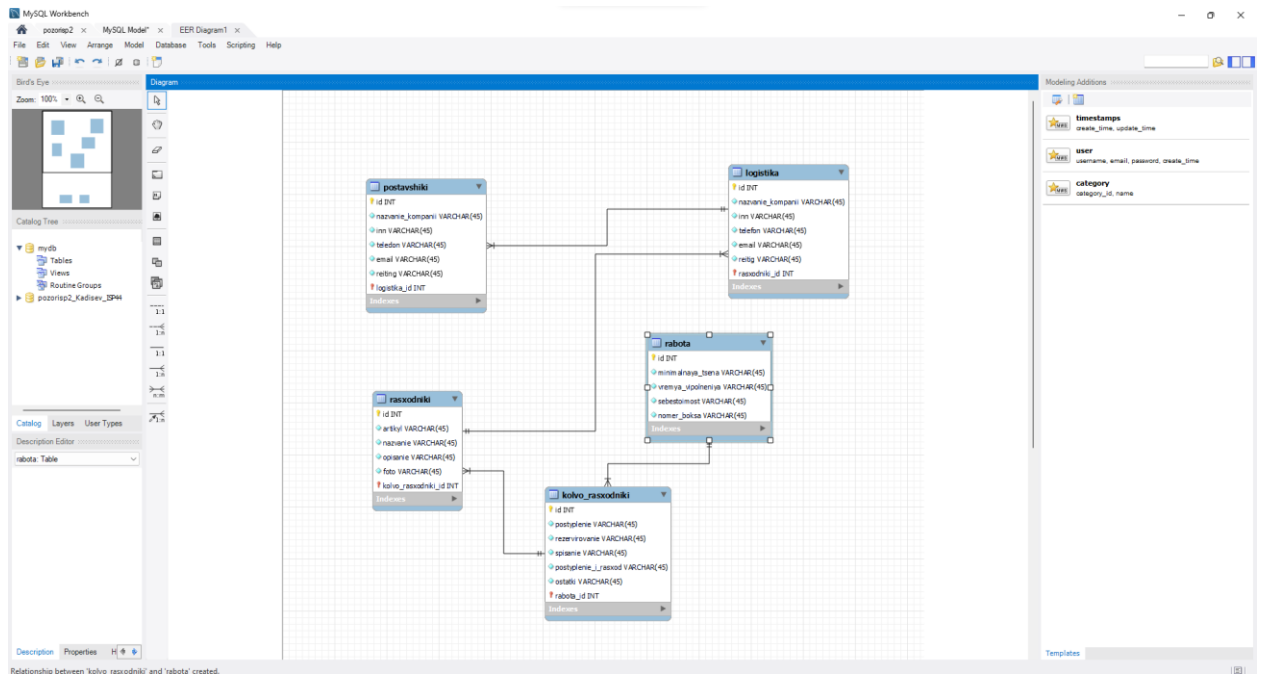 MySQL Workbench
pozorisp2 × MySQL Model* × EER Diagram1 ×
File Edit View Arrange Model Database Tools Scripting Help
Bird's Eye
Zoom: 100%
Catalog Tree
mydb
Tables
Views
Routine Groups
pozorisp2_Kadisev_ISP44
Catalog Layers User Types
Description Editor
rabota: Table
Description Properties H
Relationship between 'kolvo_rasxodniki' and 'rabota' created.
Diagram
1:1
1:n
1:1
1:n
n:m
1:n
postavshiki
id INT
nazvanie_kompanii VARCHAR(45)
inn VARCHAR(45)
teledon VARCHAR(45)
email VARCHAR(45)
reiting VARCHAR(45)
logistika_id INT
Indexes
logistika
id INT
nazvanie_kompanii VARCHAR(45)
inn VARCHAR(45)
telefon VARCHAR(45)
email VARCHAR(45)
reitig VARCHAR(45)
rasxodniki_id INT
Indexes
rabota
id INT
minimalnaya_tsena VARCHAR(45)
vremya_vipolneniya VARCHAR(45)
sebestoimost VARCHAR(45)
nomer_boksa VARCHAR(45)
Indexes
rasxodniki
id INT
artikyl VARCHAR(45)
nazvanie VARCHAR(45)
opisanie VARCHAR(45)
foto VARCHAR(45)
kolvo_rasxodniki_id INT
Indexes
kolvo_rasxodniki
id INT
postyplenie VARCHAR(45)
rezervirovanie VARCHAR(45)
spisanie VARCHAR(45)
postyplenie_i_rasxod VARCHAR(45)
ostatki VARCHAR(45)
rabota_id INT
Indexes
Modeling Additions
timestamps
create_time, update_time
user
username, email, password, create_time
category
category_id, name
Templates